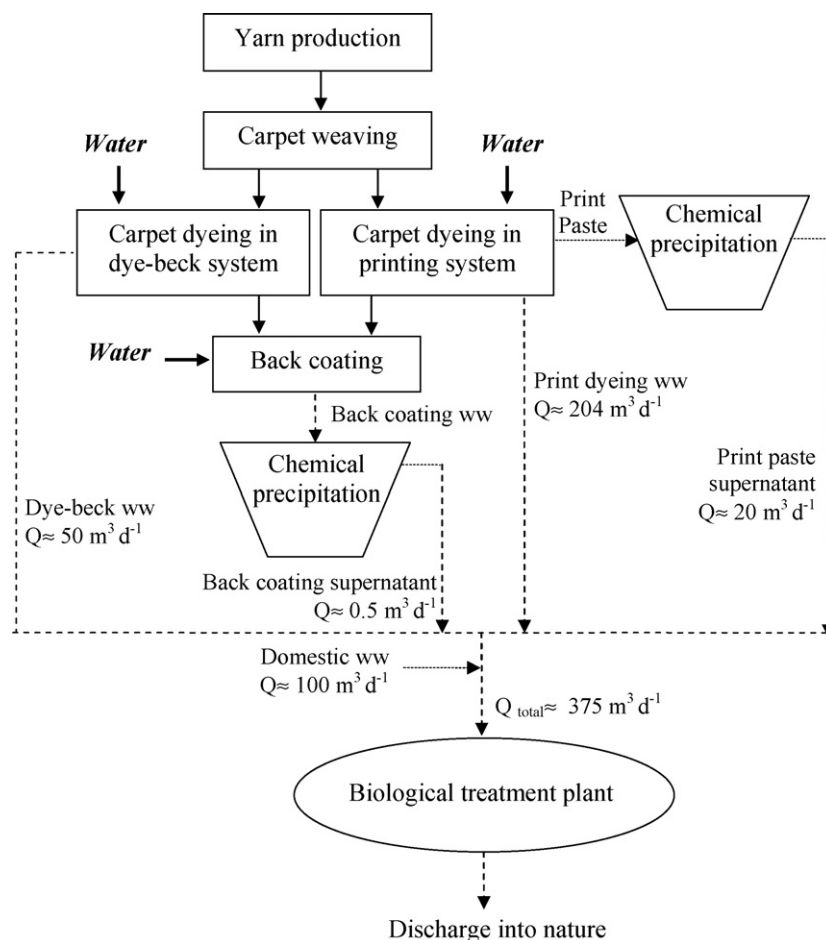 Yarn production
Carpet weaving
Water
Water
Print
Paste
Chemical
precipitation
Carpet dyeing in
dye-beck system
Carpet dyeing in
printing system
Water
Back coating
Print dyeing ww
Q≈ 204 m³ d⁻¹
Back coating ww
Chemical
precipitation
Print paste
supernatant
Q≈ 20 m³ d⁻¹
Dye-beck ww
Q≈ 50 m³ d⁻¹
Back coating supernatant
Q≈ 0.5 m³ d⁻¹
Domestic ww
Q≈ 100 m³ d⁻¹
Q total≈ 375 m³ d⁻¹
Biological treatment plant
Discharge into nature